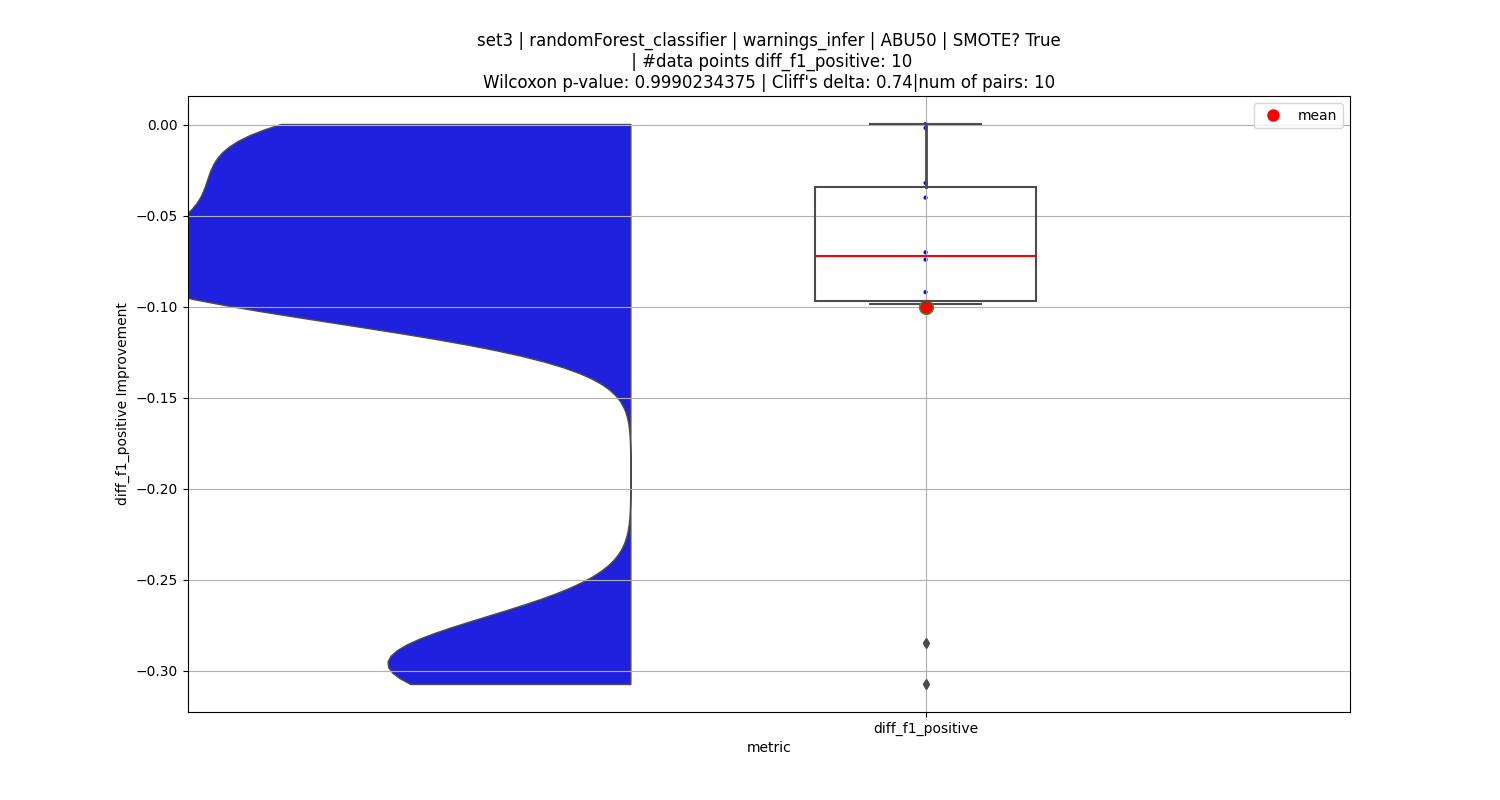 set3 | randomForest_classifier | warnings_infer | ABU50 | SMOTE? True
| #data points diff_f1_positive: 10
Wilcoxon p-value: 0.9990234375 | Cliff's delta: 0.74|num of pairs: 10
mean
0.00
−0.05
−0.10
−0.15
−0.20
−0.25
−0.30
diff_f1_positive Improvement
diff_f1_positive
metric